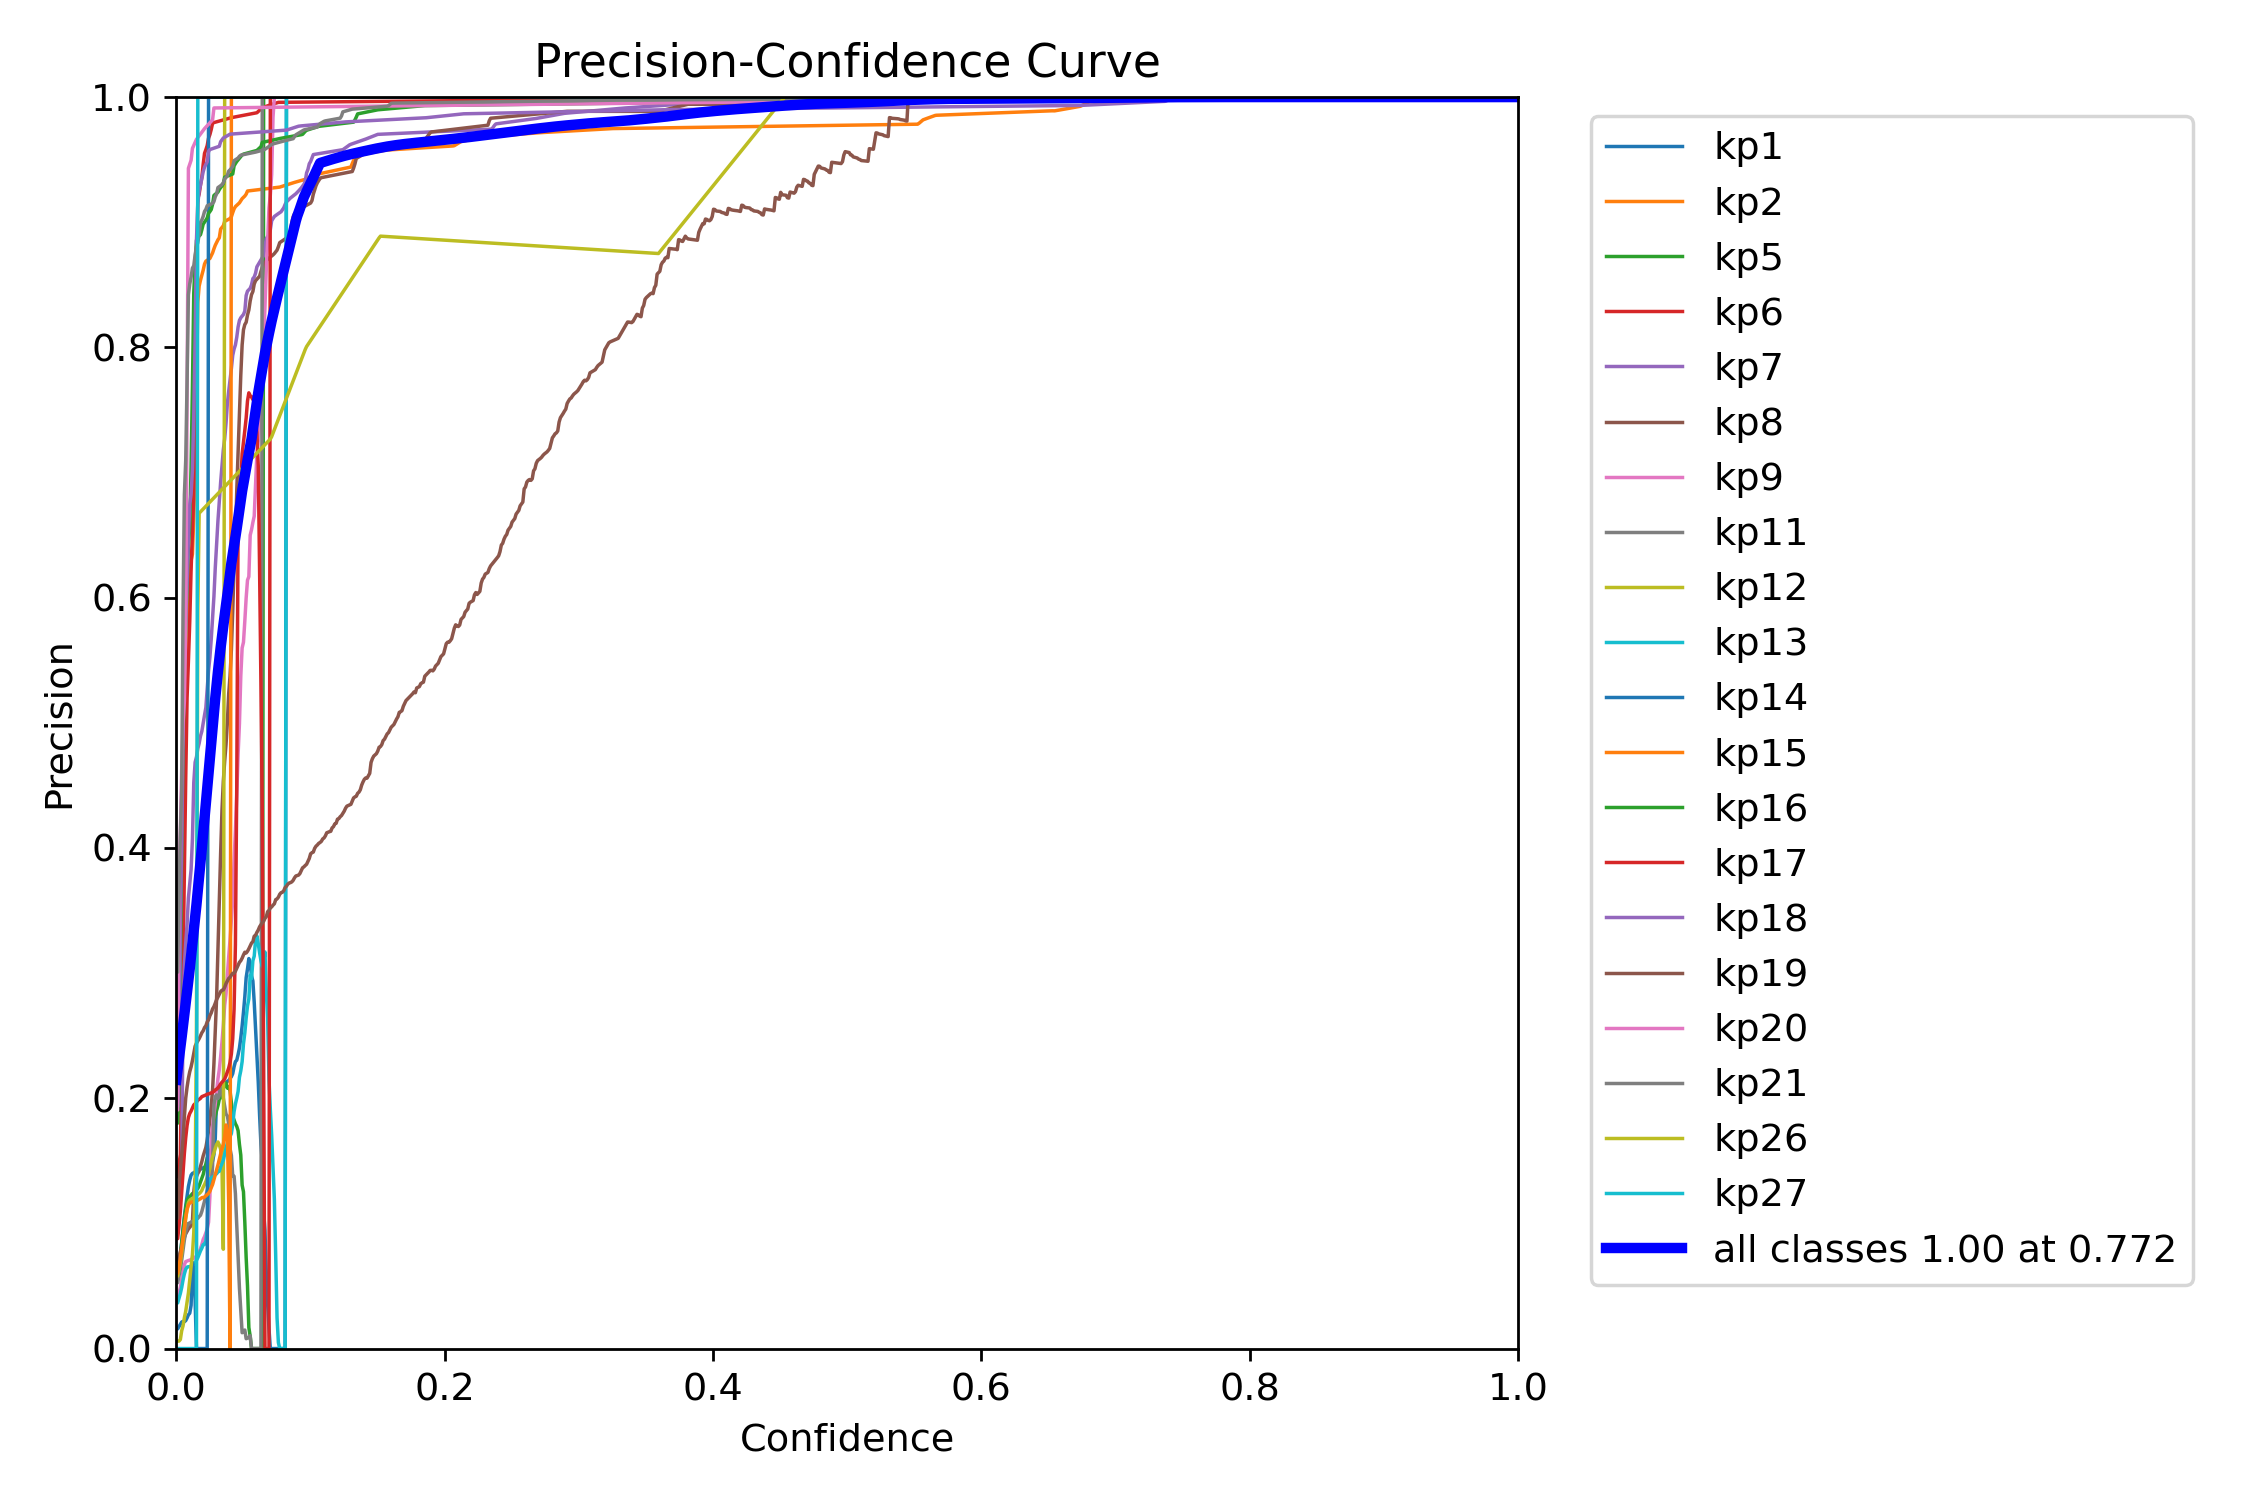 Precision-Confidence Curve
1.0
0.8
0.6
0.4
0.2
0.0
Precision
0.0 0.2 0.4 0.6 0.8 1.0
Confidence
kp1
kp2
kp5
kp6
kp7
kp8
kp9
kp11
kp12
kp13
kp14
kp15
kp16
kp17
kp18
kp19
kp20
kp21
kp26
kp27
all classes 1.00 at 0.772